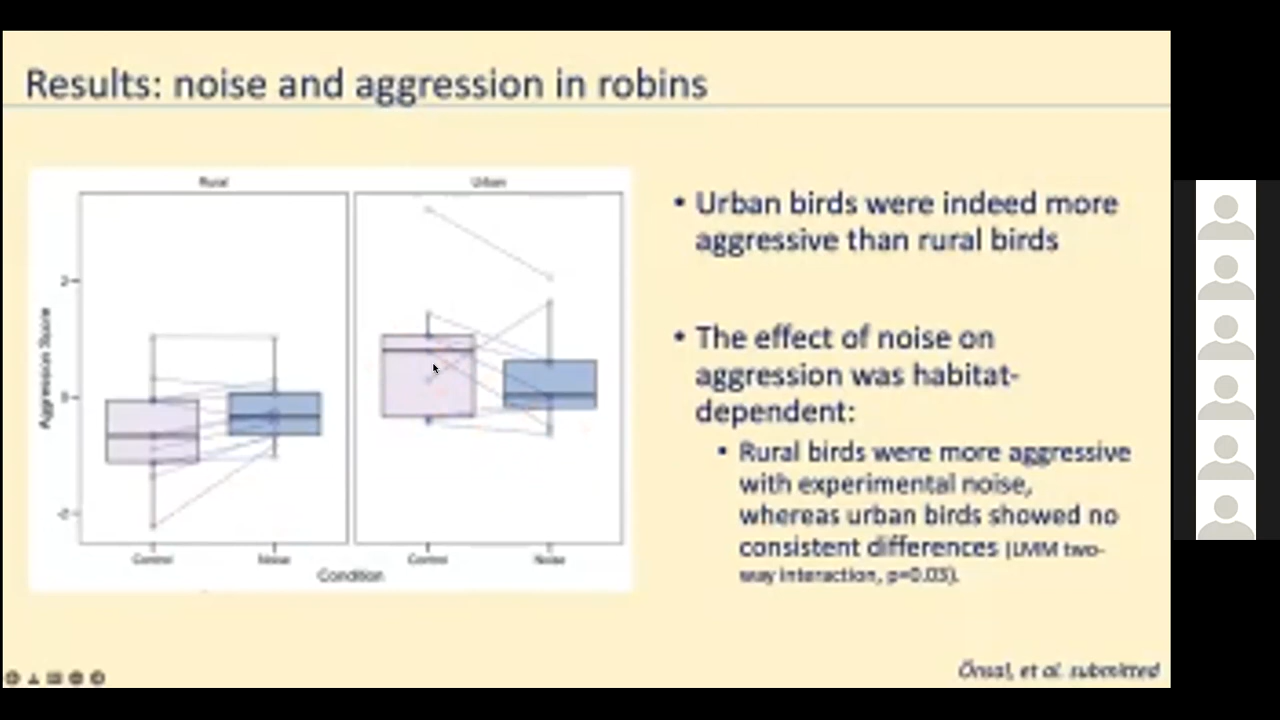 Results: noise and aggression in robins
Rural
Urban
Aggression Score
2
0
-2
Control
Noise
Control
Noise
Condition
• Urban birds were indeed more
aggressive than rural birds
• The effect of noise on
aggression was habitat-
dependent:
• Rural birds were more aggressive
with experimental noise,
whereas urban birds showed no
consistent differences (LMM two-
way interaction, p=0.03).
Önsal, et al. submitted